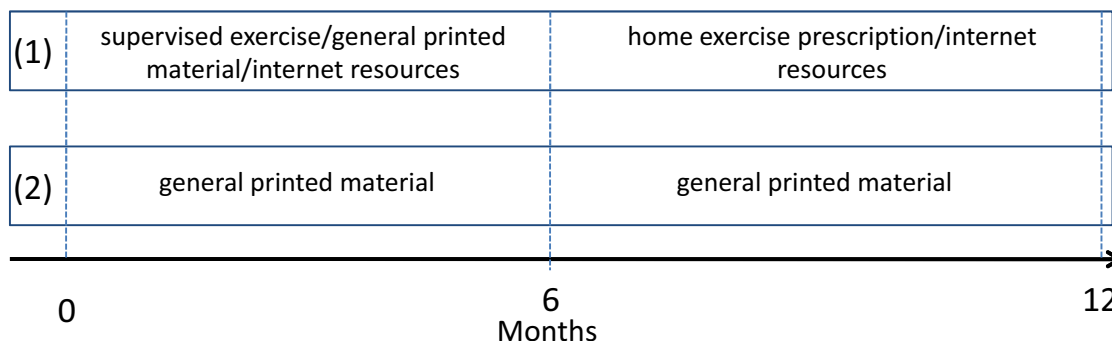 (1)
supervised exercise/general printed
material/internet resources
home exercise prescription/internet
resources
(2)
general printed material
general printed material
0
6
12
Months